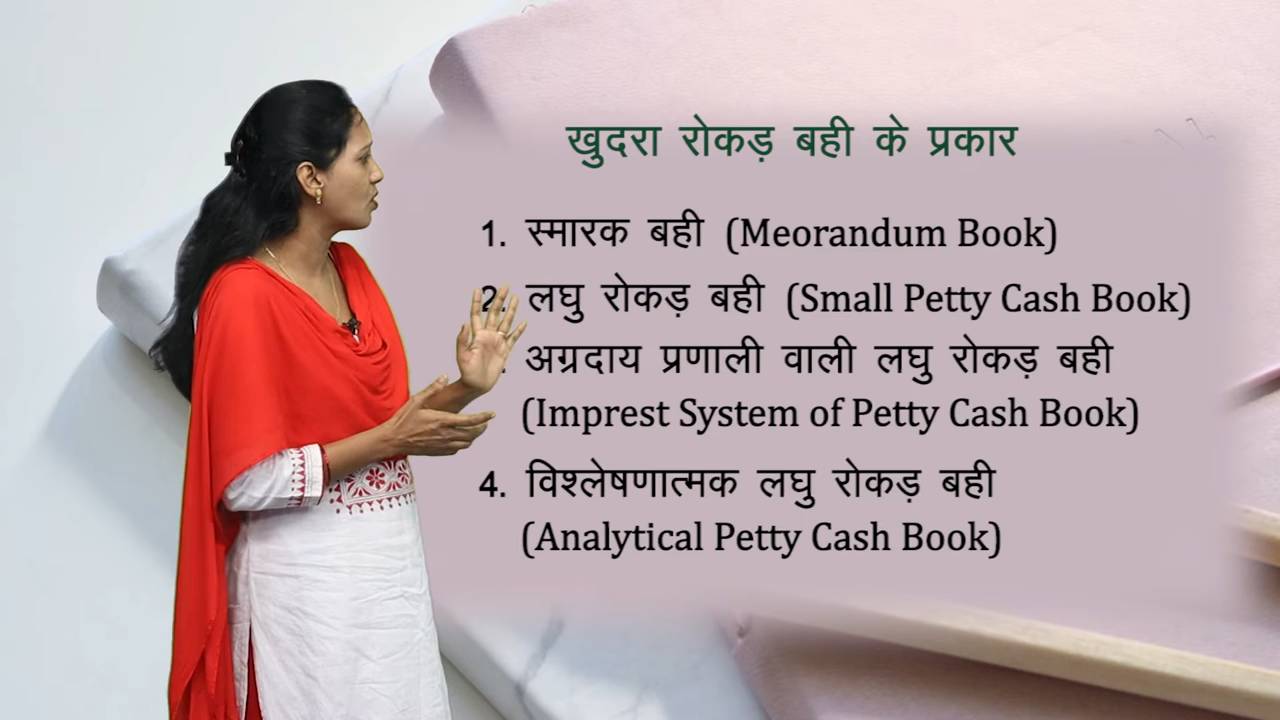 खुदरा रोकड़ बही के प्रकार
1. स्मारक बही (Meorandum Book)
2. लघु रोकड़ बही (Small Petty Cash Book)
अग्रदाय प्रणाली वाली लघु रोकड़ बही
(Imprest System of Petty Cash Book)
4. विश्लेषणात्मक लघु रोकड़ बही
(Analytical Petty Cash Book)